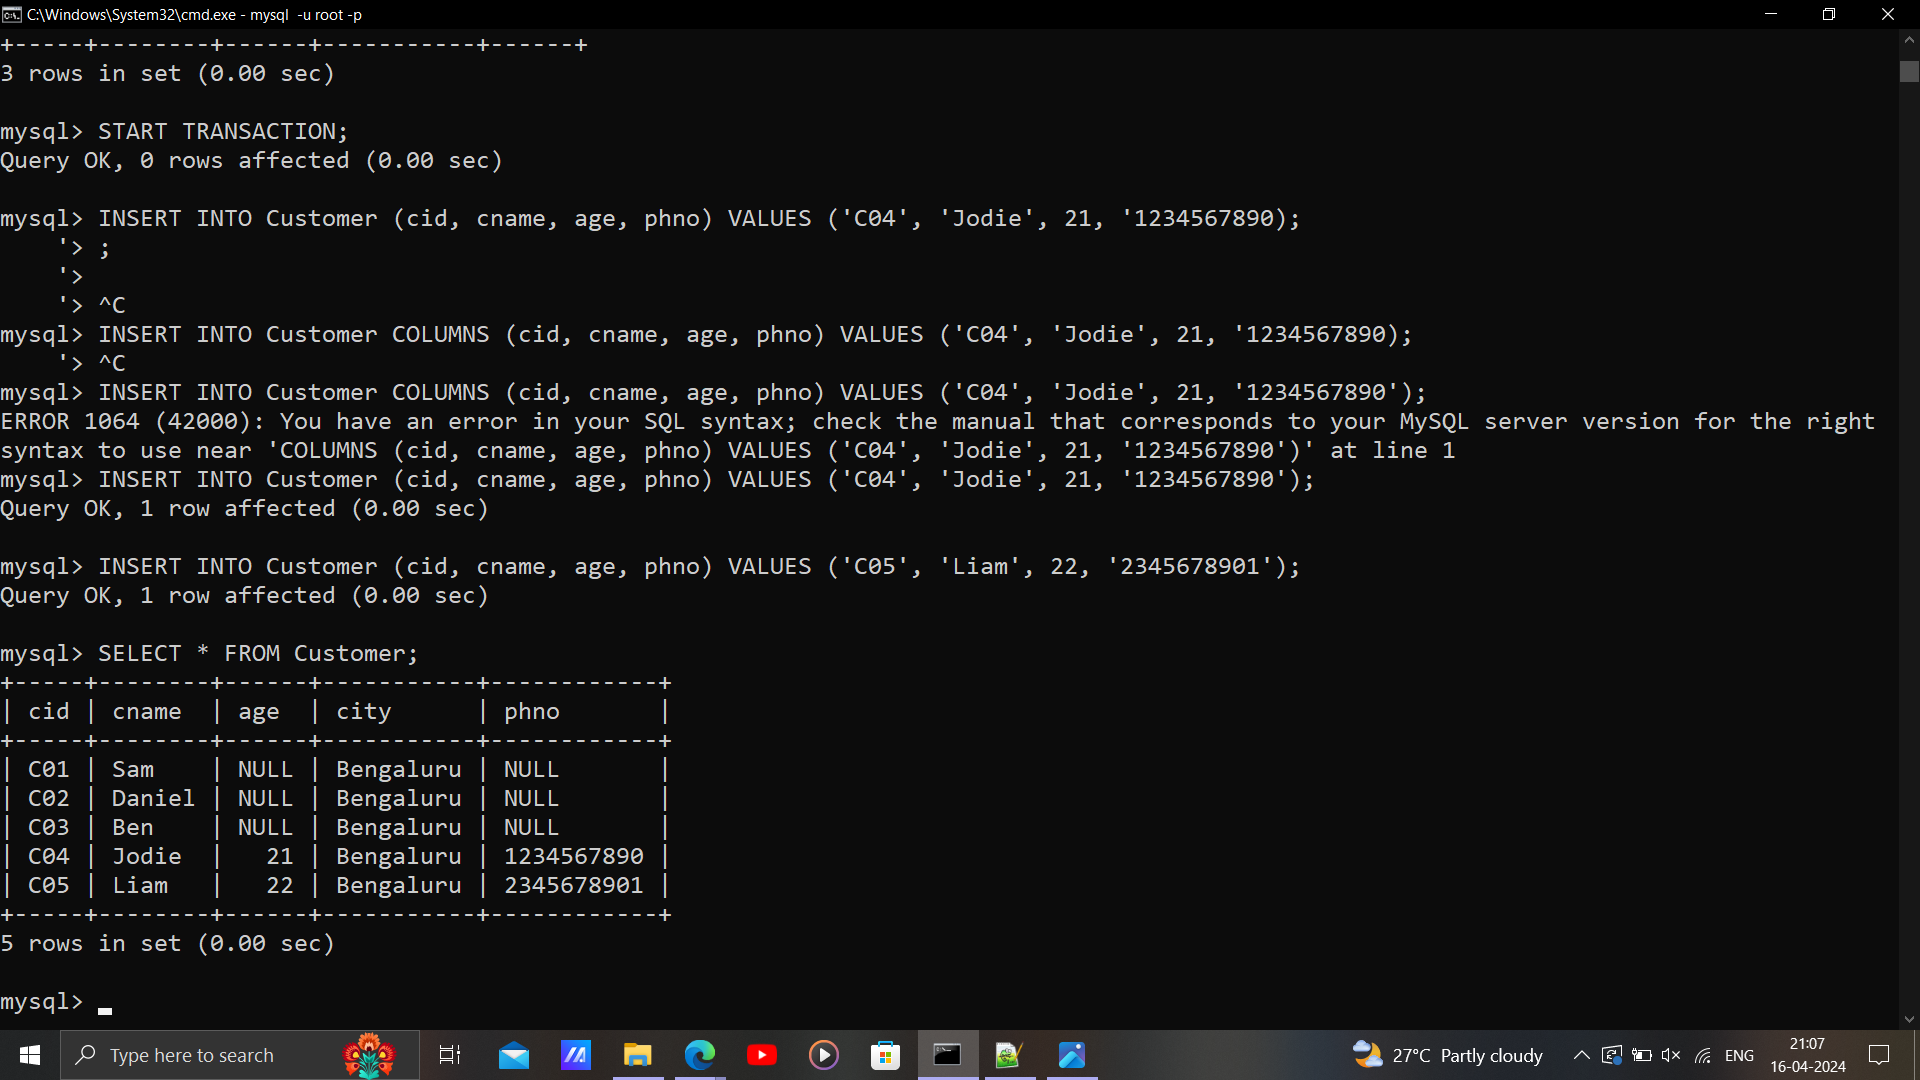 C:\Windows\System32\cmd.exe - mysql  -u root -p
+-----+--------+------+-----------+------+
3 rows in set (0.00 sec)
mysql> START TRANSACTION;
Query OK, 0 rows affected (0.00 sec)
mysql> INSERT INTO Customer (cid, cname, age, phno) VALUES ('C04', 'Jodie', 21, '1234567890);
    '> ;
    '>
    '> ^C
mysql> INSERT INTO Customer COLUMNS (cid, cname, age, phno) VALUES ('C04', 'Jodie', 21, '1234567890);
    '> ^C
mysql> INSERT INTO Customer COLUMNS (cid, cname, age, phno) VALUES ('C04', 'Jodie', 21, '1234567890');
ERROR 1064 (42000): You have an error in your SQL syntax; check the manual that corresponds to your MySQL server version for the right
syntax to use near 'COLUMNS (cid, cname, age, phno) VALUES ('C04', 'Jodie', 21, '1234567890')' at line 1
mysql> INSERT INTO Customer (cid, cname, age, phno) VALUES ('C04', 'Jodie', 21, '1234567890');
Query OK, 1 row affected (0.00 sec)
mysql> INSERT INTO Customer (cid, cname, age, phno) VALUES ('C05', 'Liam', 22, '2345678901');
Query OK, 1 row affected (0.00 sec)
mysql> SELECT * FROM Customer;
+-----+--------+------+-----------+------------+
| cid | cname  | age  | city      | phno       |
+-----+--------+------+-----------+------------+
| C01 | Sam    | NULL | Bengaluru | NULL       |
| C02 | Daniel | NULL | Bengaluru | NULL       |
| C03 | Ben    | NULL | Bengaluru | NULL       |
| C04 | Jodie  |   21 | Bengaluru | 1234567890 |
| C05 | Liam   |   22 | Bengaluru | 2345678901 |
+-----+--------+------+-----------+------------+
5 rows in set (0.00 sec)
mysql> _
Type here to search
27°C  Partly cloudy
ENG
21:07
16-04-2024